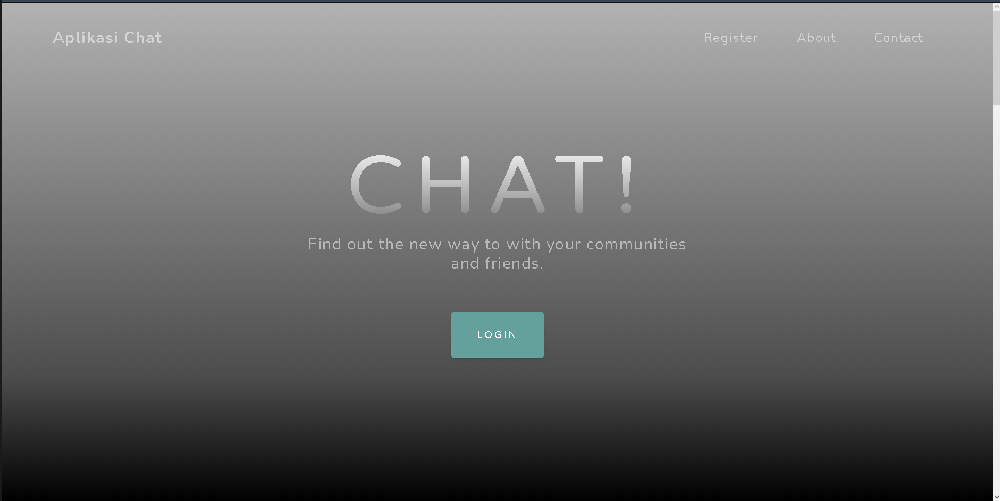 Aplikasi Chat
Register
About
Contact
CHAT!
Find out the new way to with your communities
and friends.
LOGIN